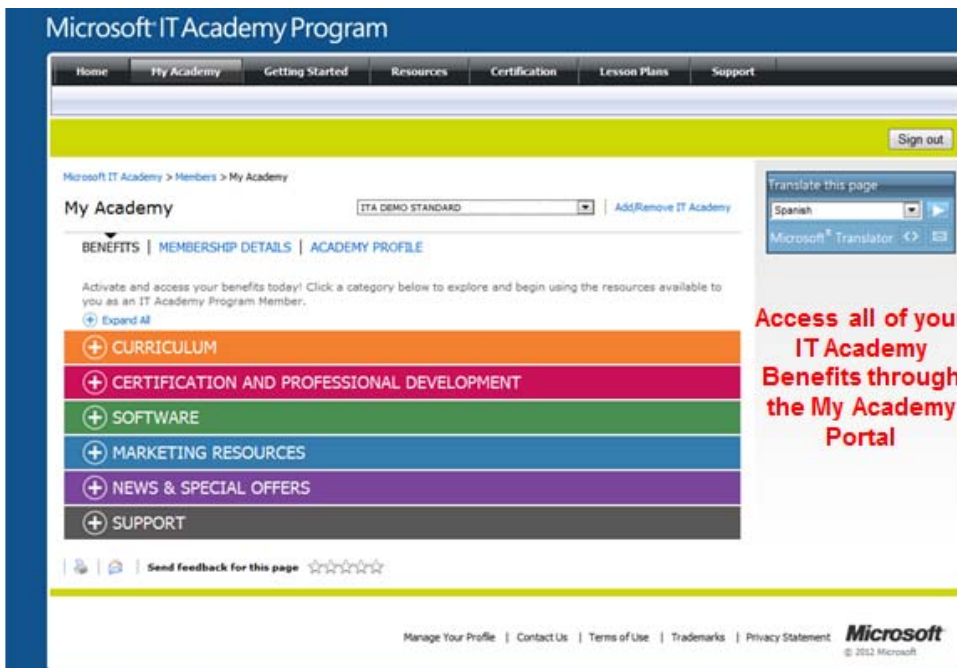 Microsoft IT Academy Program
Home My Academy Getting Started Resources Certification Lesson Plans Support
Sign out
Microsoft IT Academy > Members > My Academy
My Academy
ITA DEMO STANDARD
Add/Remove IT Academy
BENEFITS | MEMBERSHIP DETAILS | ACADEMY PROFILE
Activate and access your benefits today! Click a category below to explore and begin using the resources available to
you as an IT Academy Program Member.
Expand All
CURRICULUM
CERTIFICATION AND PROFESSIONAL DEVELOPMENT
SOFTWARE
MARKETING RESOURCES
NEWS & SPECIAL OFFERS
SUPPORT
Translate this page
Spanish
Microsoft® Translator
Access all of you
IT Academy
Benefits through
the My Academy
Portal
Send feedback for this page
Manage Your Profile | Contact Us | Terms of Use | Trademarks | Privacy Statement
Microsoft
© 2012 Microsoft